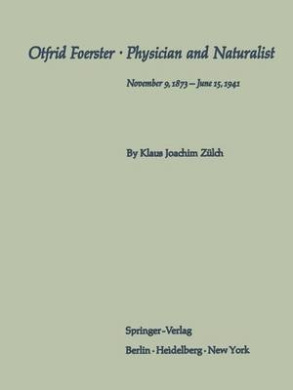 Otfrid Foerster · Physician and Naturalist
November 9, 1873 – June 15, 1941
By Klaus Joachim Zülch
Springer-Verlag
Berlin · Heidelberg · New York